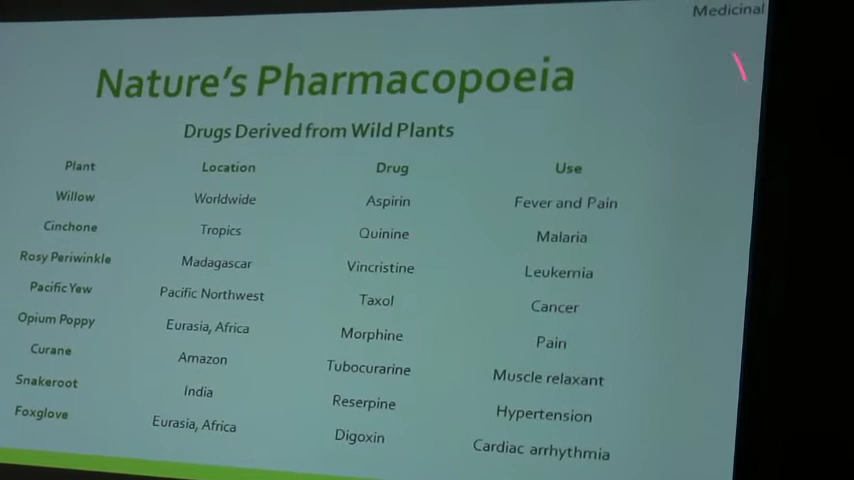 Medicinal
Nature's Pharmacopoeia
Drugs Derived from Wild Plants
Plant Location Drug Use
Willow Worldwide Aspirin Fever and Pain
Cinchone Tropics Quinine Malaria
Rosy Periwinkle Madagascar Vincristine Leukemia
Pacific Yew Pacific Northwest Taxol Cancer
Opium Poppy Eurasia, Africa Morphine Pain
Curane Amazon Tubocurarine Muscle relaxant
Snakeroot India Reserpine Hypertension
Foxglove Eurasia, Africa Digoxin Cardiac arrhythmia